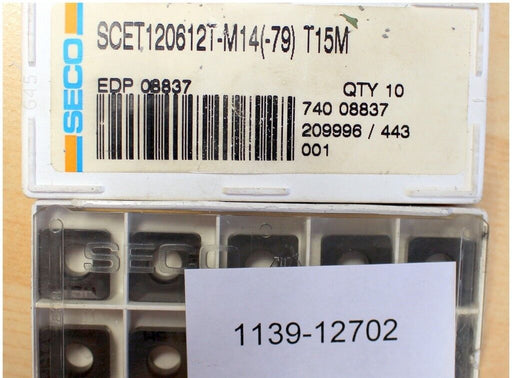 SECO
SCET120612T-M14(-79) T15M
EDP 08837
QTY 10
740 08837
209996 / 443
001
SECO
1139-12702